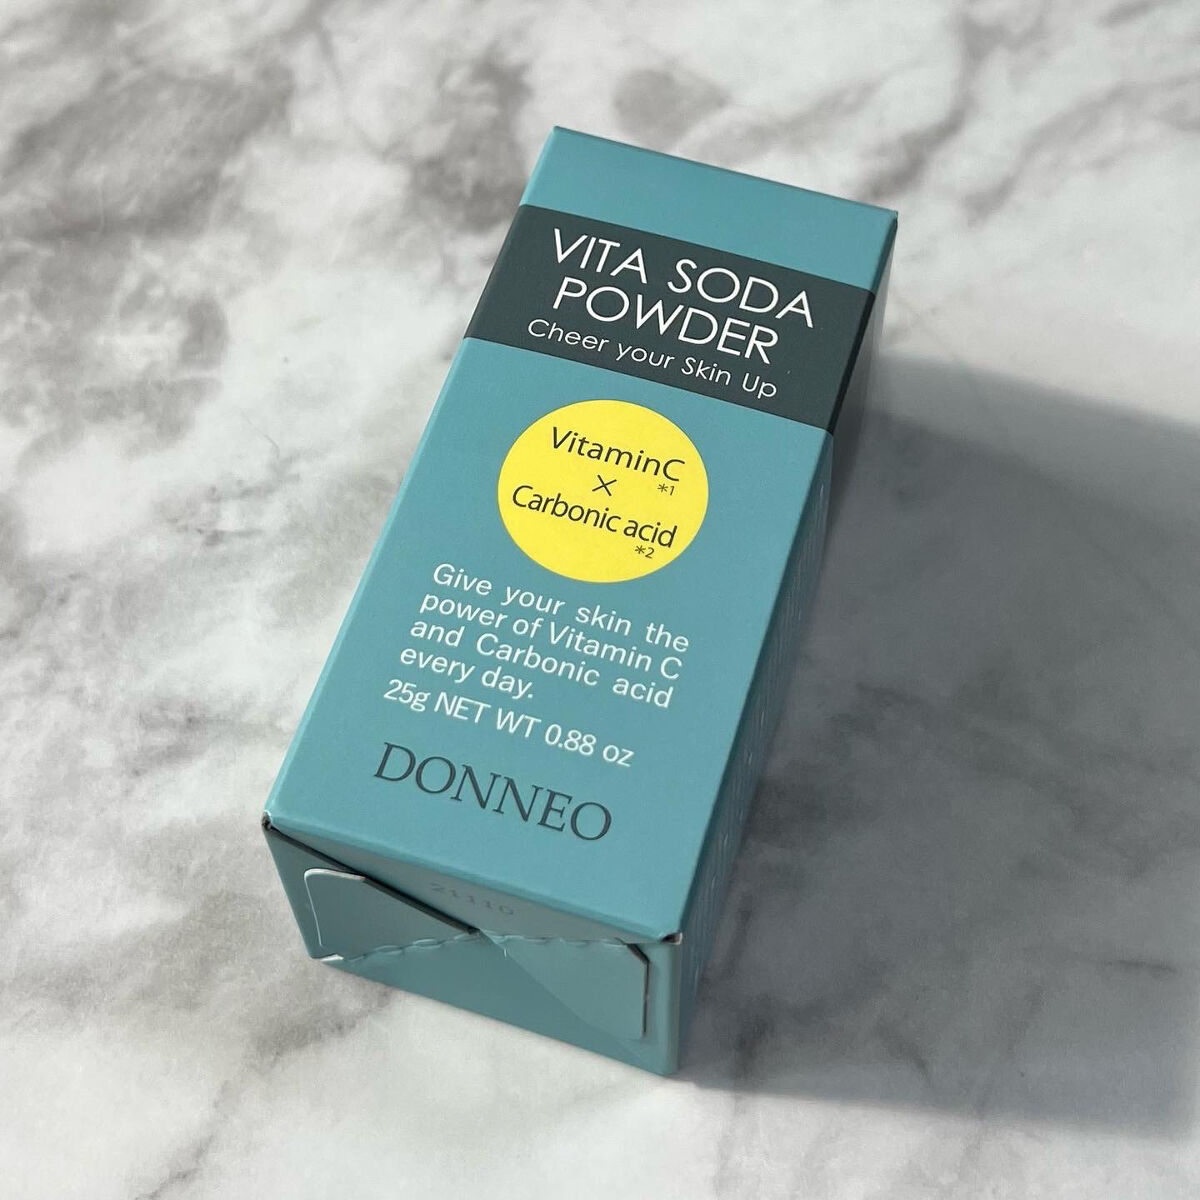 VITA SODA
POWDER
Cheer your Skin Up
VitaminC
*1
×
Carbonic acid
*2
Give your skin the
power of Vitamin C
and Carbonic acid
every day.
25g NET WT 0.88 oz
DONNEO
21110